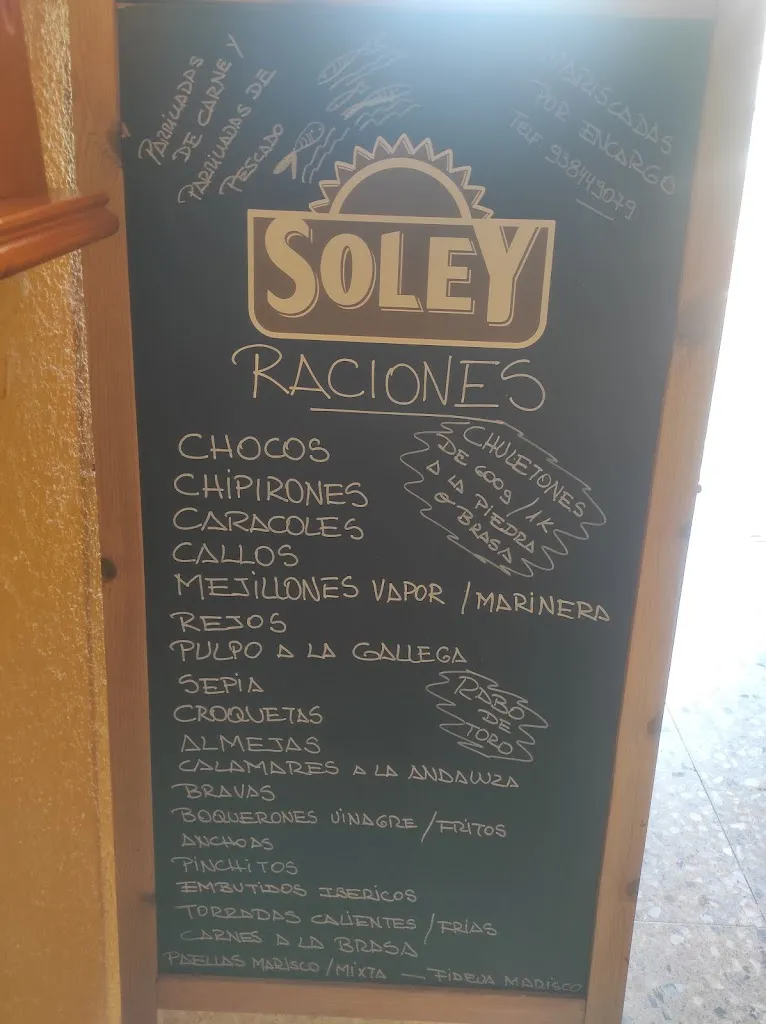 PARRILLADAS
DE CARNE Y
PARRILLADAS DE
PESCADO
MARISCADAS
POR ENCARGO
TELF 938449079
SOLEY
RACIONES
CHOCOS
CHIPIRONES
CARACOLES
CALLOS
MEJILLONES VAPOR / MARINERA
REJOS
PULPO A LA GALLEGA
SEPIA
CROQUETAS
ALMEJAS
CALAMARES A LA ANDALUZA
BRAVAS
BOQUERONES VINAGRE / FRITOS
ANCHOAS
PINCHITOS
EMBUTIDOS IBERICOS
TORRADAS CALIENTES / FRIAS
CARNES A LA BRASA
PAELLAS MARISCO / MIXTA — FIDEUA MARISCO
CHULETONES
DE 600g / 1K
A LA PIEDRA
O BRASA
RABO
DE
TORO